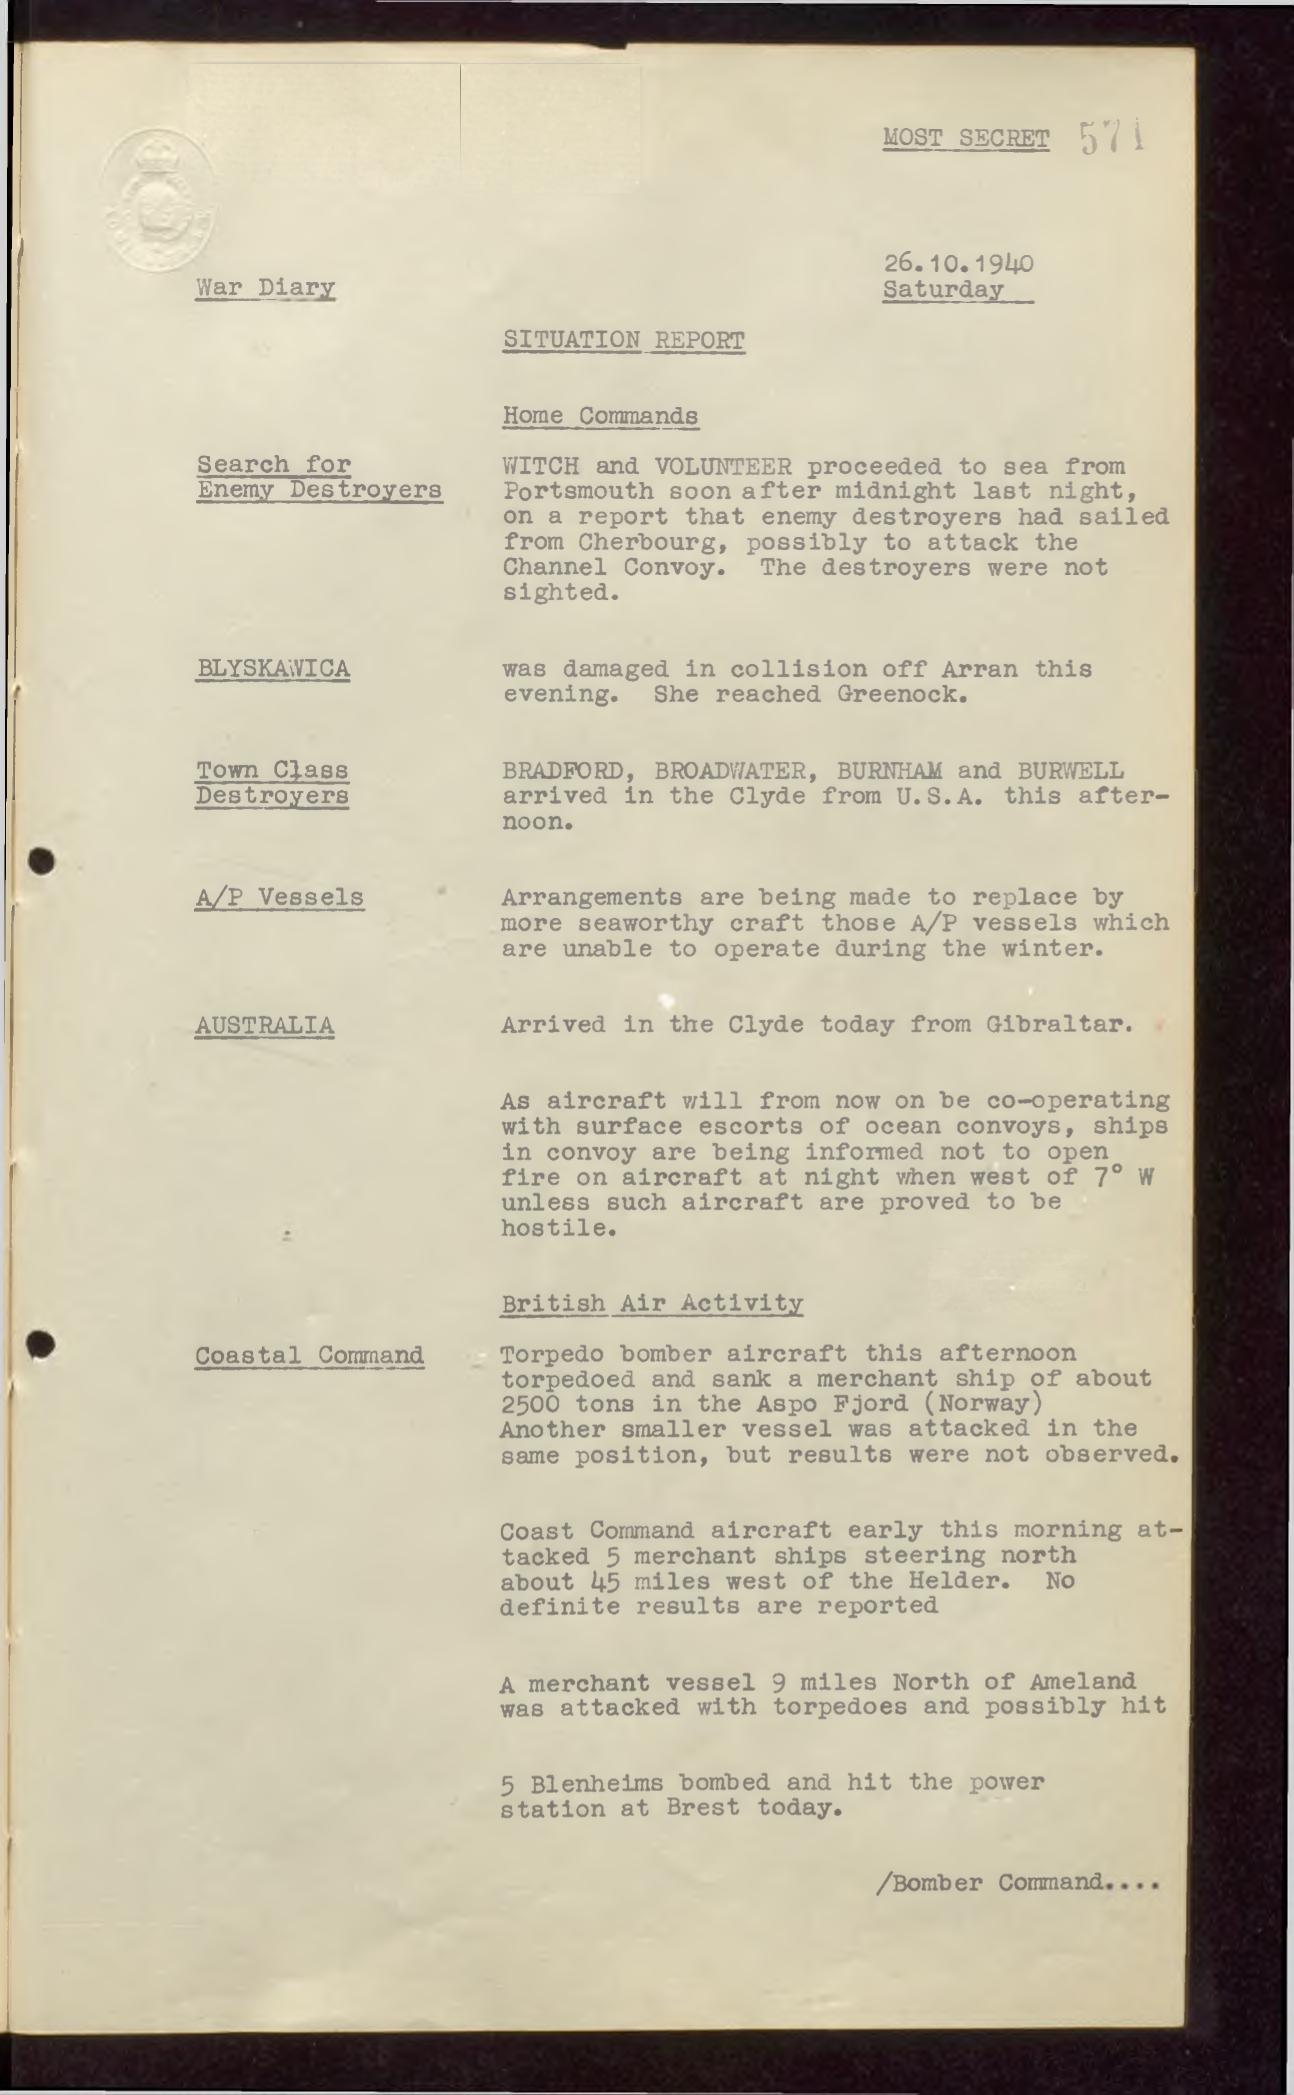 MOST SECRET 571
26.10.1940
War Diary
Saturday
SITUATION REPORT
Home Commands
Search for
Enemy Destroyers
WITCH and VOLUNTEER proceeded to sea from
Portsmouth soon after midnight last night,
on a report that enemy destroyers had sailed
from Cherbourg, possibly to attack the
Channel Convoy. The destroyers were not
sighted.
BLYSKAWICA
was damaged in collision off Arran this
evening. She reached Greenock.
Town Class
Destroyers
BRADFORD, BROADWATER, BURNHAM and BURWELL
arrived in the Clyde from U.S.A. this after-
noon.
A/P Vessels
Arrangements are being made to replace by
more seaworthy craft those A/P vessels which
are unable to operate during the winter.
AUSTRALIA
Arrived in the Clyde today from Gibraltar.
As aircraft will from now on be co-operating
with surface escorts of ocean convoys, ships
in convoy are being informed not to open
fire on aircraft at night when west of 7° W
unless such aircraft are proved to be
hostile.
British Air Activity
Coastal Command
Torpedo bomber aircraft this afternoon
torpedoed and sank a merchant ship of about
2500 tons in the Aspo Fjord (Norway)
Another smaller vessel was attacked in the
same position, but results were not observed.
Coast Command aircraft early this morning at-
tacked 5 merchant ships steering north
about 45 miles west of the Helder. No
definite results are reported
A merchant vessel 9 miles North of Ameland
was attacked with torpedoes and possibly hit
5 Blenheims bombed and hit the power
station at Brest today.
/Bomber Command....